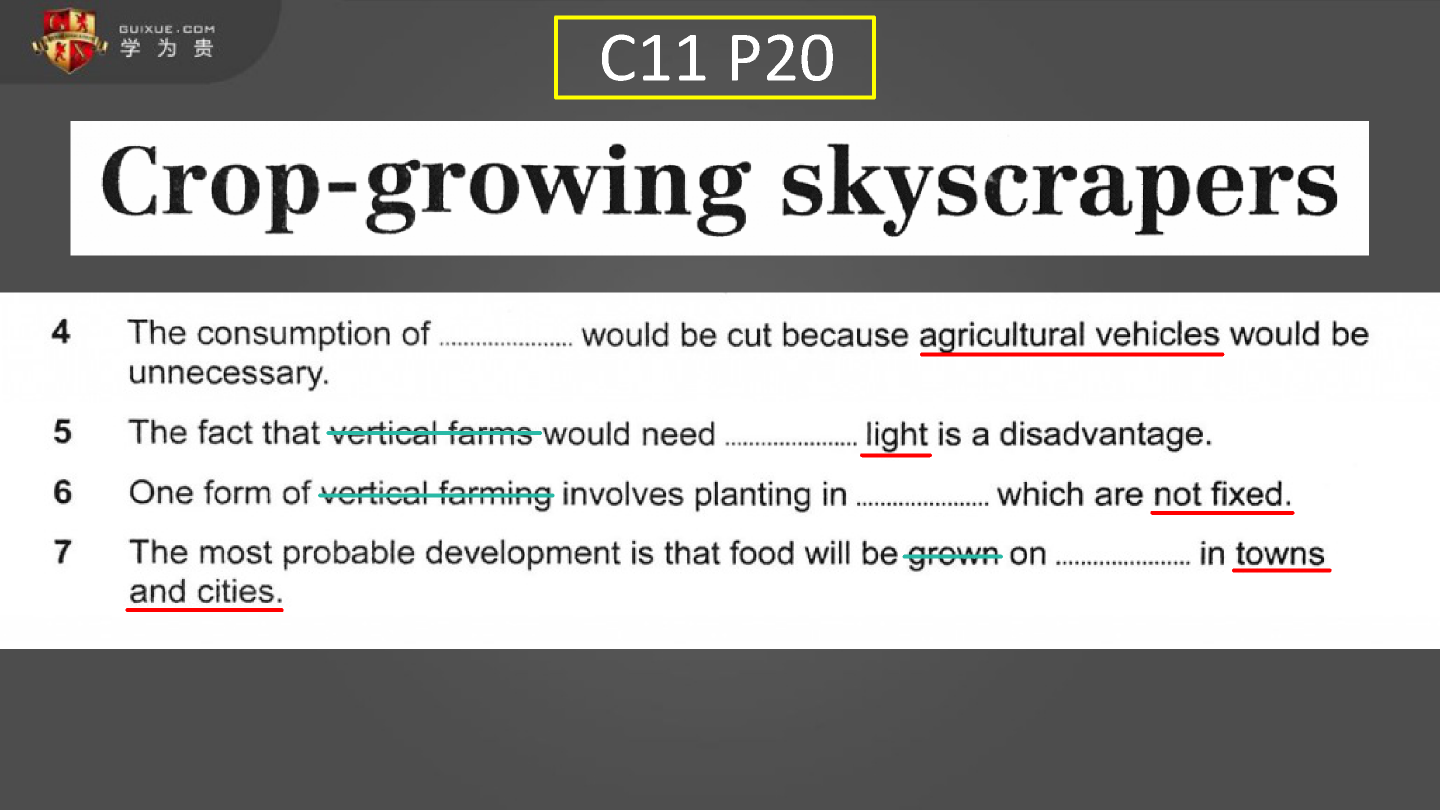 GUIXUE.COM
学为贵
C11 P20
Crop-growing skyscrapers
4 The consumption of ...................... would be cut because agricultural vehicles would be
unnecessary.
5 The fact that vertical farms would need ...................... light is a disadvantage.
6 One form of vertical farming involves planting in ...................... which are not fixed.
7 The most probable development is that food will be grown on ...................... in towns
and cities.